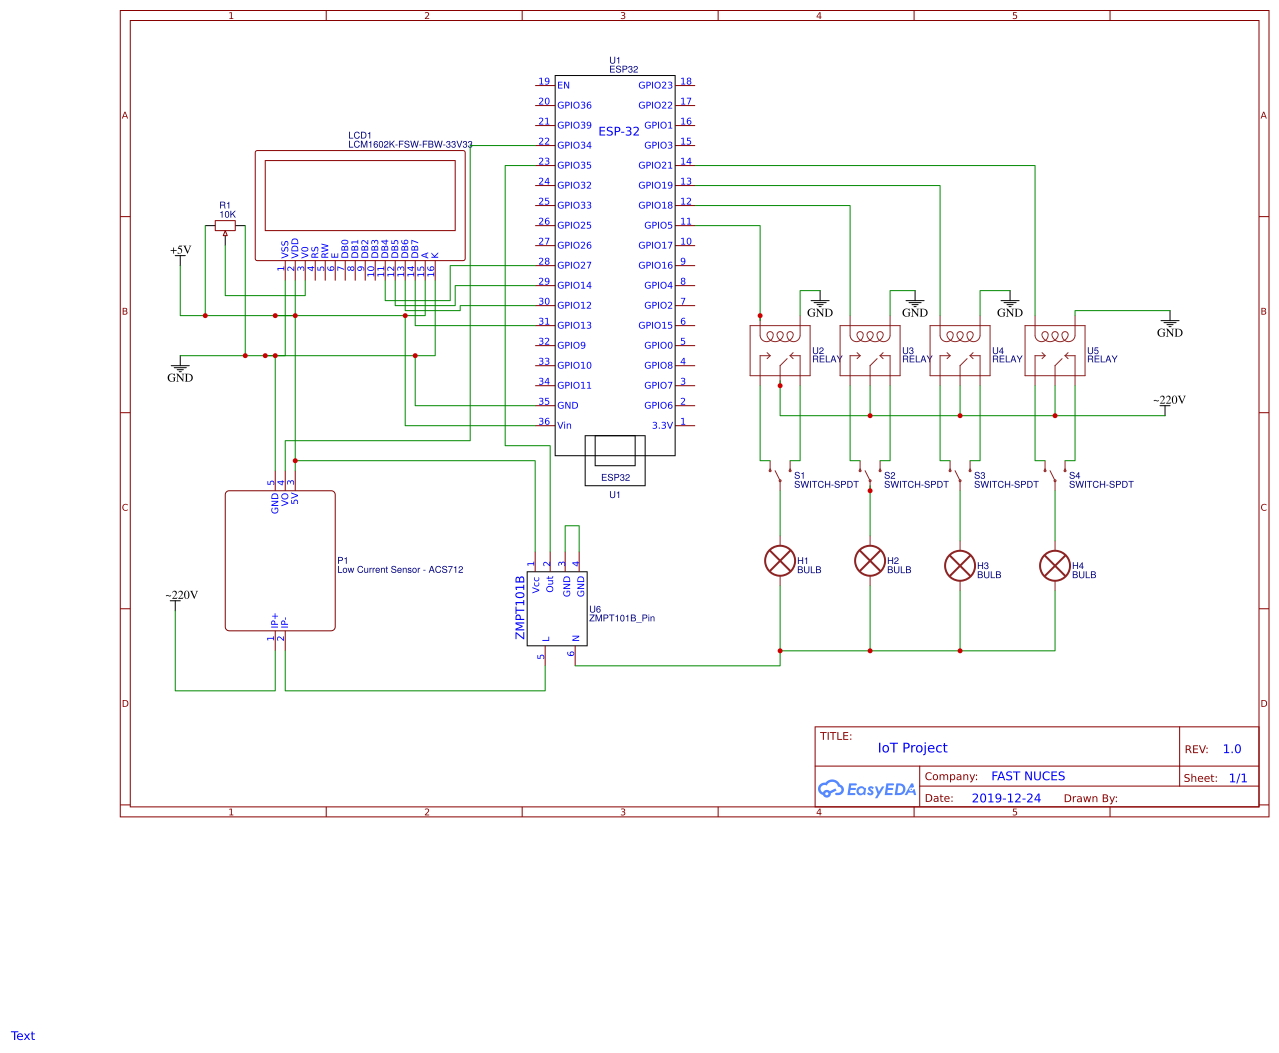 1 2 3 4 5
A A
B B
C C
D D
U1
ESP32
ESP-32
19 EN GPIO23 18
20 GPIO36 GPIO22 17
21 GPIO39 GPIO1 16
22 GPIO34 GPIO3 15
23 GPIO35 GPIO21 14
24 GPIO32 GPIO19 13
25 GPIO33 GPIO18 12
26 GPIO25 GPIO5 11
27 GPIO26 GPIO17 10
28 GPIO27 GPIO16 9
29 GPIO14 GPIO4 8
30 GPIO12 GPIO2 7
31 GPIO13 GPIO15 6
32 GPIO9 GPIO0 5
33 GPIO10 GPIO8 4
34 GPIO11 GPIO7 3
35 GND GPIO6 2
36 Vin 3.3V 1
ESP32
U1
LCD1
LCM1602K-FSW-FBW-33V33
VSS VDD V0 RS RW E DB0 DB1 DB2 DB3 DB4 DB5 DB6 DB7 A K
1 2 3 4 5 6 7 8 9 10 11 12 13 14 15 16
R1
10K
+5V
GND
GND GND GND GND
U2
RELAY
U3
RELAY
U4
RELAY
U5
RELAY
~220V
S1
SWITCH-SPDT
S2
SWITCH-SPDT
S3
SWITCH-SPDT
S4
SWITCH-SPDT
H1
BULB
H2
BULB
H3
BULB
H4
BULB
5 4 3
GND VO 5V
P1
Low Current Sensor - ACS712
IP+ IP-
1 2
~220V
1 2 3 4
Vcc Out GND GND
ZMPT101B
U6
ZMPT101B_Pin
L N
5 6
TITLE:
IoT Project
REV: 1.0
EasyEDA
Company: FAST NUCES
Sheet: 1/1
Date: 2019-12-24 Drawn By:
1 2 3 4 5
Text